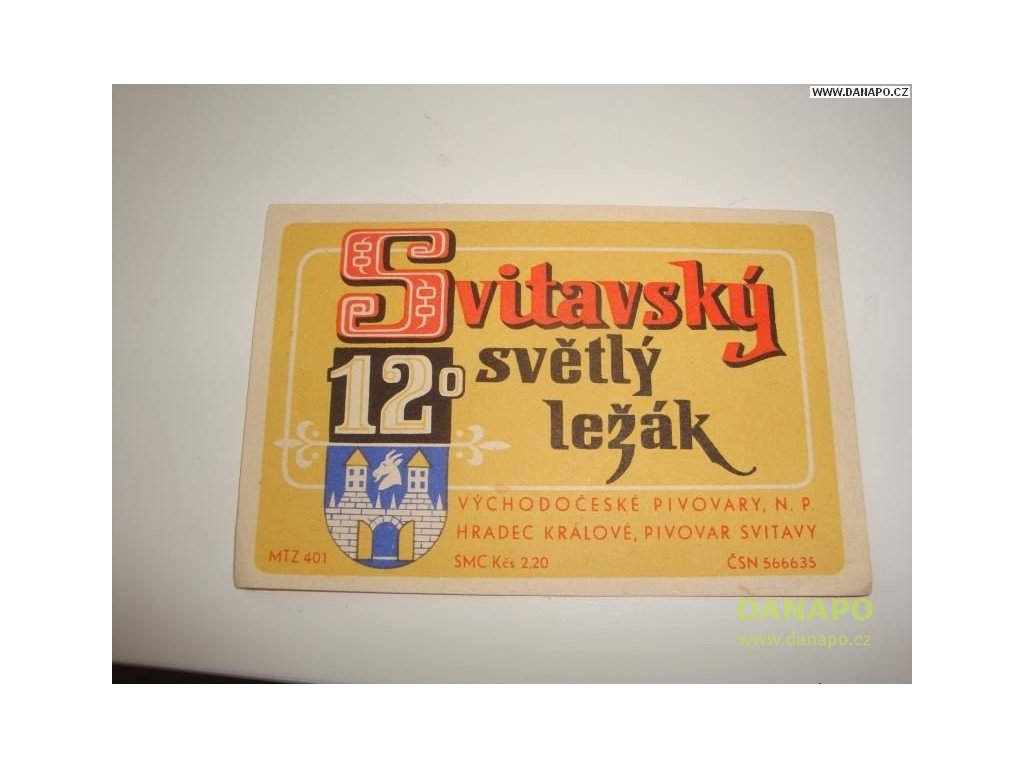 WWW.DANAPO.CZ
Svitavský
12° světlý
ležák
VÝCHODOČESKÉ PIVOVARY, N. P.
HRADEC KRÁLOVÉ, PIVOVAR SVITAVY
MTZ 401 SMC Kčs 2.20 ČSN 566635
DANAPO
www.danapo.cz